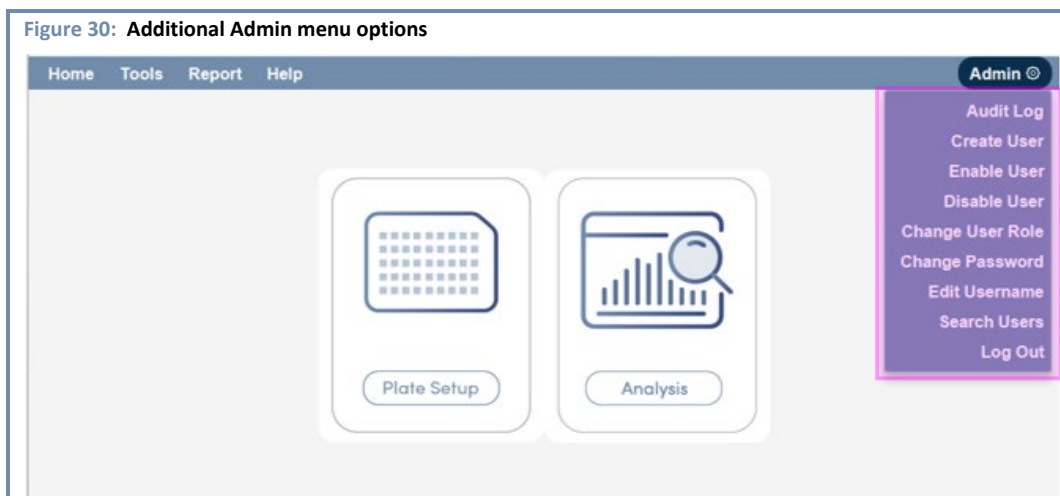 Figure 30: Additional Admin menu options
Home Tools Report Help Admin
Audit Log
Create User
Enable User
Disable User
Change User Role
Change Password
Edit Username
Search Users
Log Out
Plate Setup Analysis